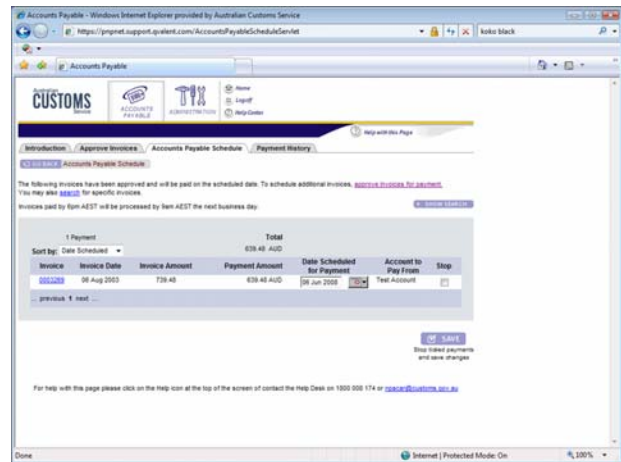 Accounts Payable - Windows Internet Explorer provided by Australian Customs Service
https://pnpnet.support.qvalent.com/AccountsPayableScheduleServlet
koko black
Accounts Payable
Australian
CUSTOMS
Service
ACCOUNTS PAYABLE
ADMINISTRATION
Home
Logoff
Help Center
Help with this Page
Introduction Approve Invoices Accounts Payable Schedule Payment History
GO BACK Accounts Payable Schedule
The following invoices have been approved and will be paid on the scheduled date. To schedule additional invoices, approve invoices for payment.
You may also search for specific invoices.
Invoices paid by 6pm AEST will be processed by 9am AEST the next business day.
SHOW SEARCH
1 Payment Total
Sort by: Date Scheduled 639.48 AUD
Invoice Invoice Date Invoice Amount Payment Amount Date Scheduled for Payment Account to Pay From Stop
06 Aug 2003 739.48 639.48 AUD 06 Jun 2008 Test Account
... previous 1 next ...
SAVE
Stop listed payments
and save changes
For help with this page please click on the Help icon at the top of the screen of contact the Help Desk on 1800 008 174 or
Done Internet | Protected Mode: On 100%